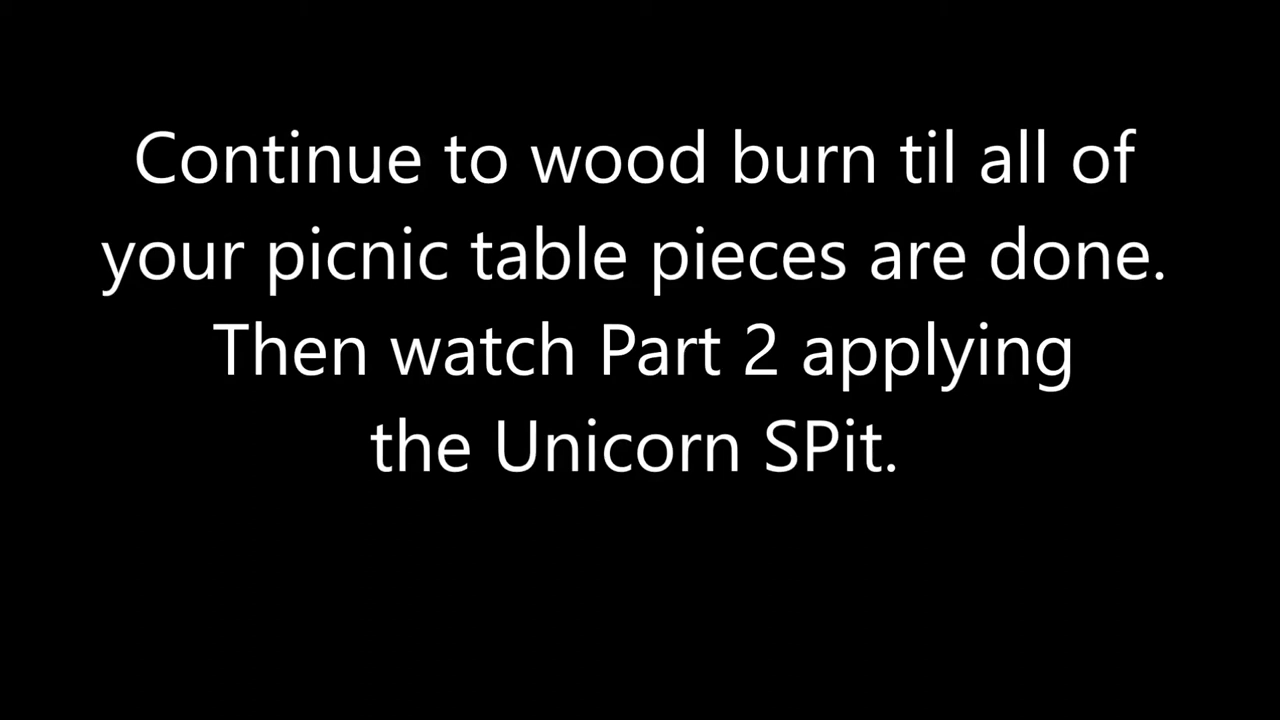 Continue to wood burn til all of
your picnic table pieces are done.
Then watch Part 2 applying
the Unicorn SPit.